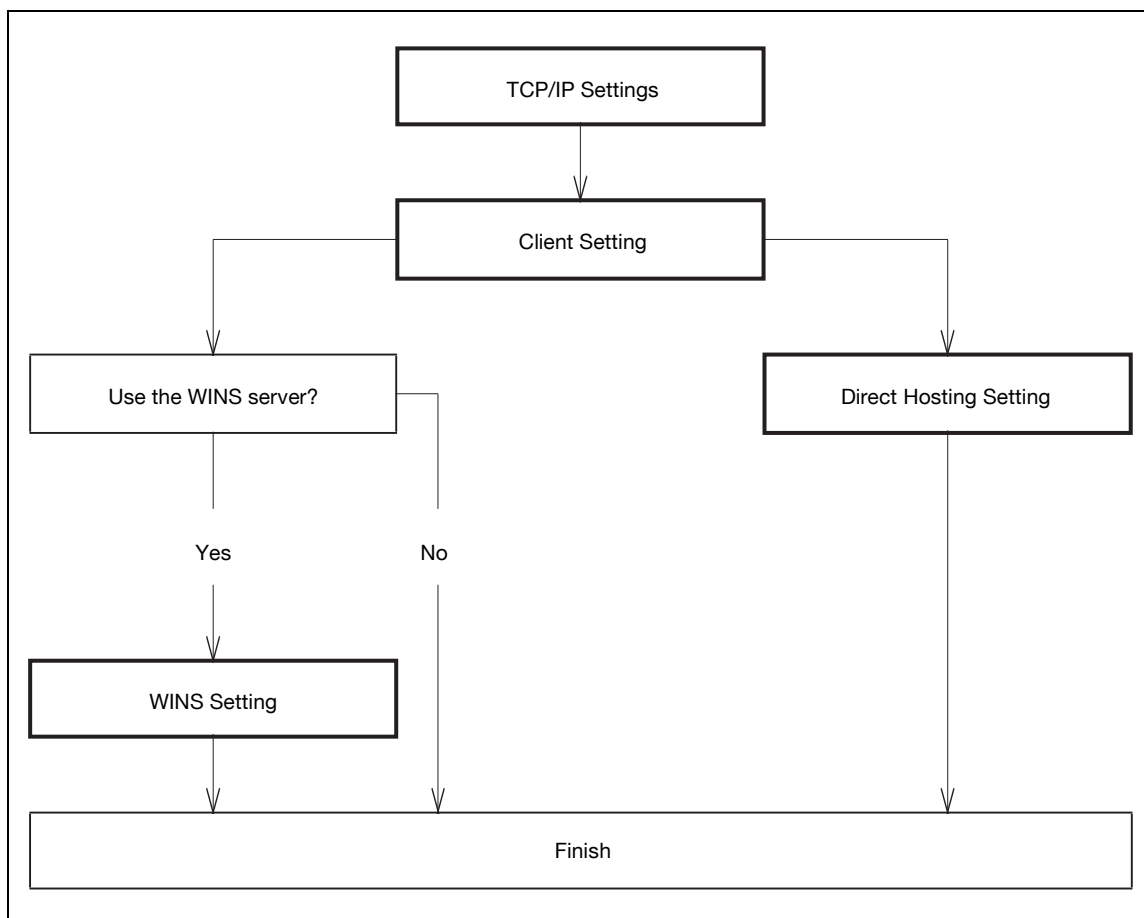 TCP/IP Settings
Client Setting
Use the WINS server?
Direct Hosting Setting
Yes
No
WINS Setting
Finish